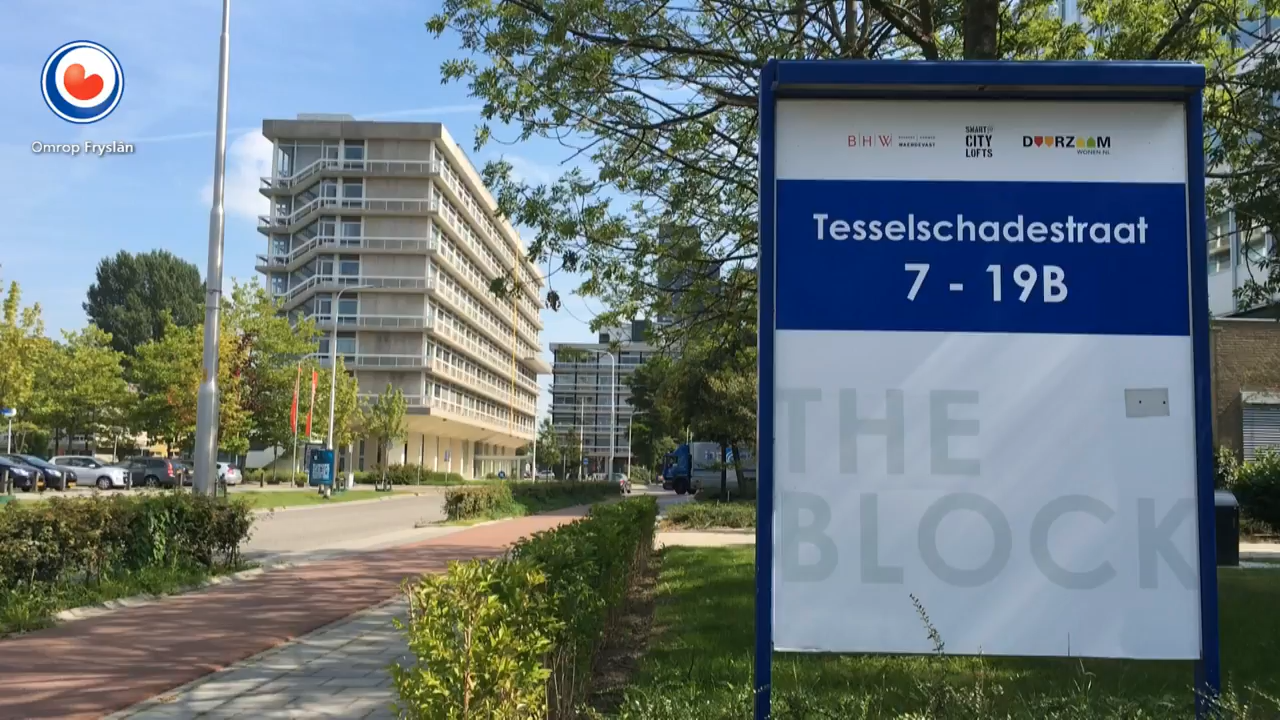 Omrop Fryslân
BHW
SMART
CITY
LOFTS
DUURZAAM
WONEN.NL
Tesselschadestraat
7 - 19B
THE
BLOCK